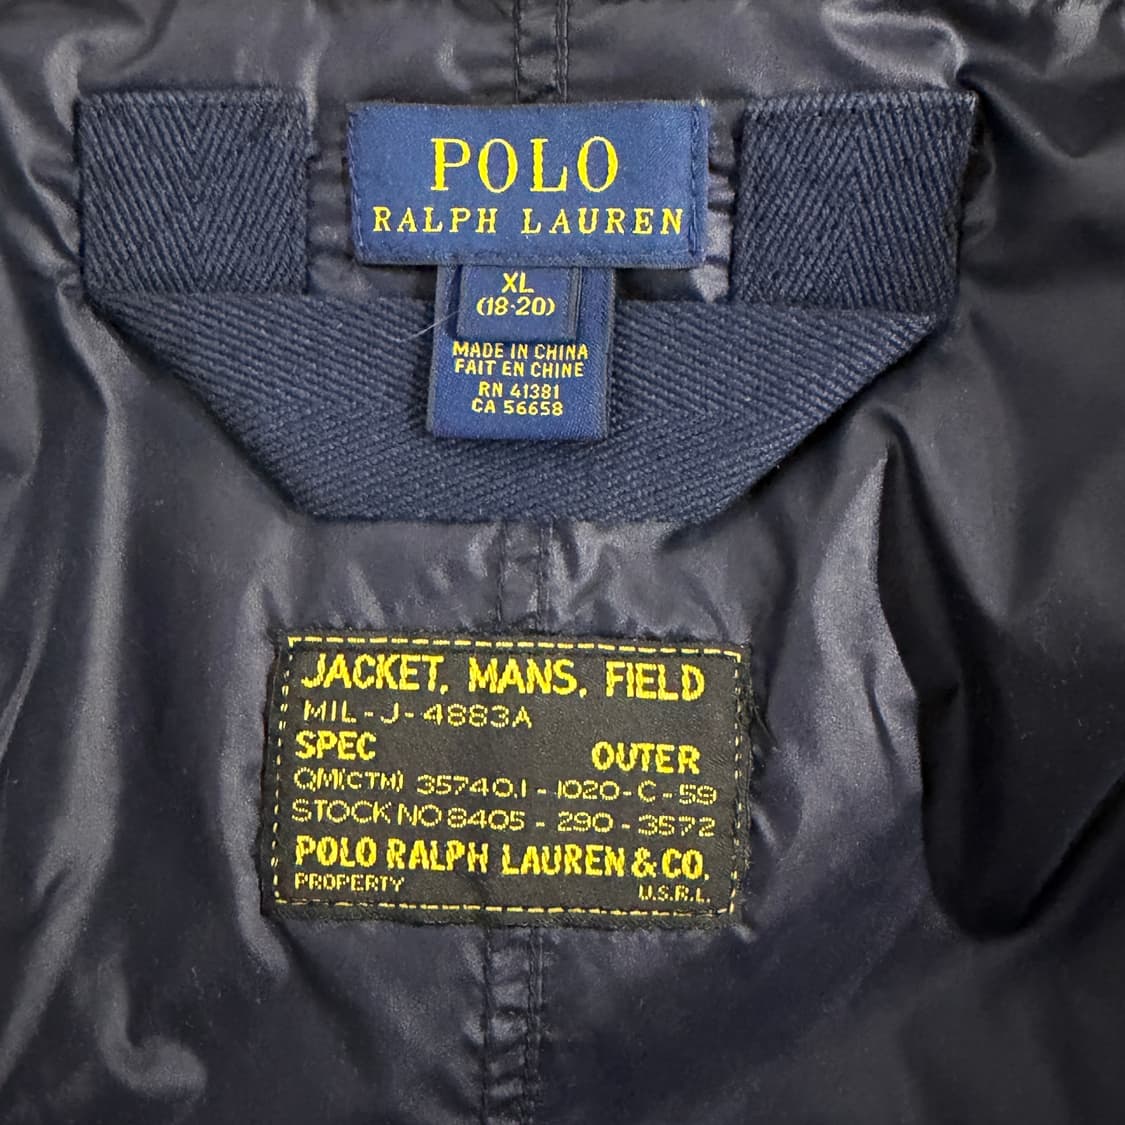 POLO
RALPH LAUREN
XL
(18-20)
MADE IN CHINA
FAIT EN CHINE
RN 41381
CA 56658
JACKET, MANS, FIELD
MIL-J-4883A
SPEC OUTER
QM(CTM) 35740.1-1020-C-59
STOCK NO 8405-290-3572
POLO RALPH LAUREN & CO.
PROPERTY U.S.R.L.